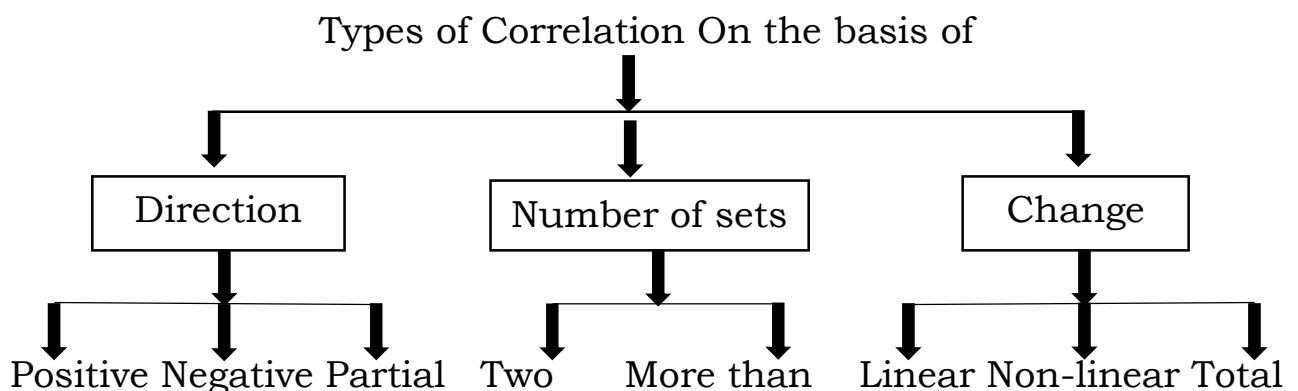 Types of Correlation On the basis of
Direction
Number of sets
Change
Positive Negative Partial
Two
More than
Linear Non-linear Total